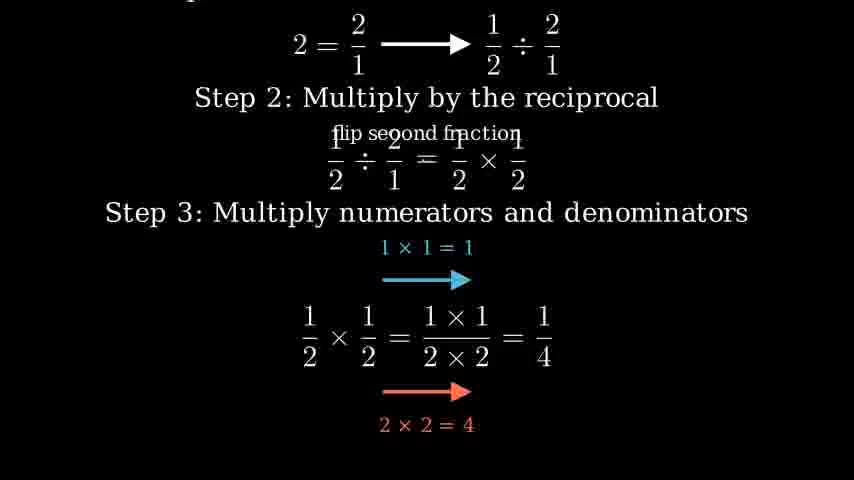 2 = 2/1 → 1/2 ÷ 2/1
Step 2: Multiply by the reciprocal
flip second fraction
1/2 ÷ 2/1 = 1/2 × 1/2
Step 3: Multiply numerators and denominators
1 × 1 = 1
1/2 × 1/2 = (1 × 1)/(2 × 2) = 1/4
2 × 2 = 4